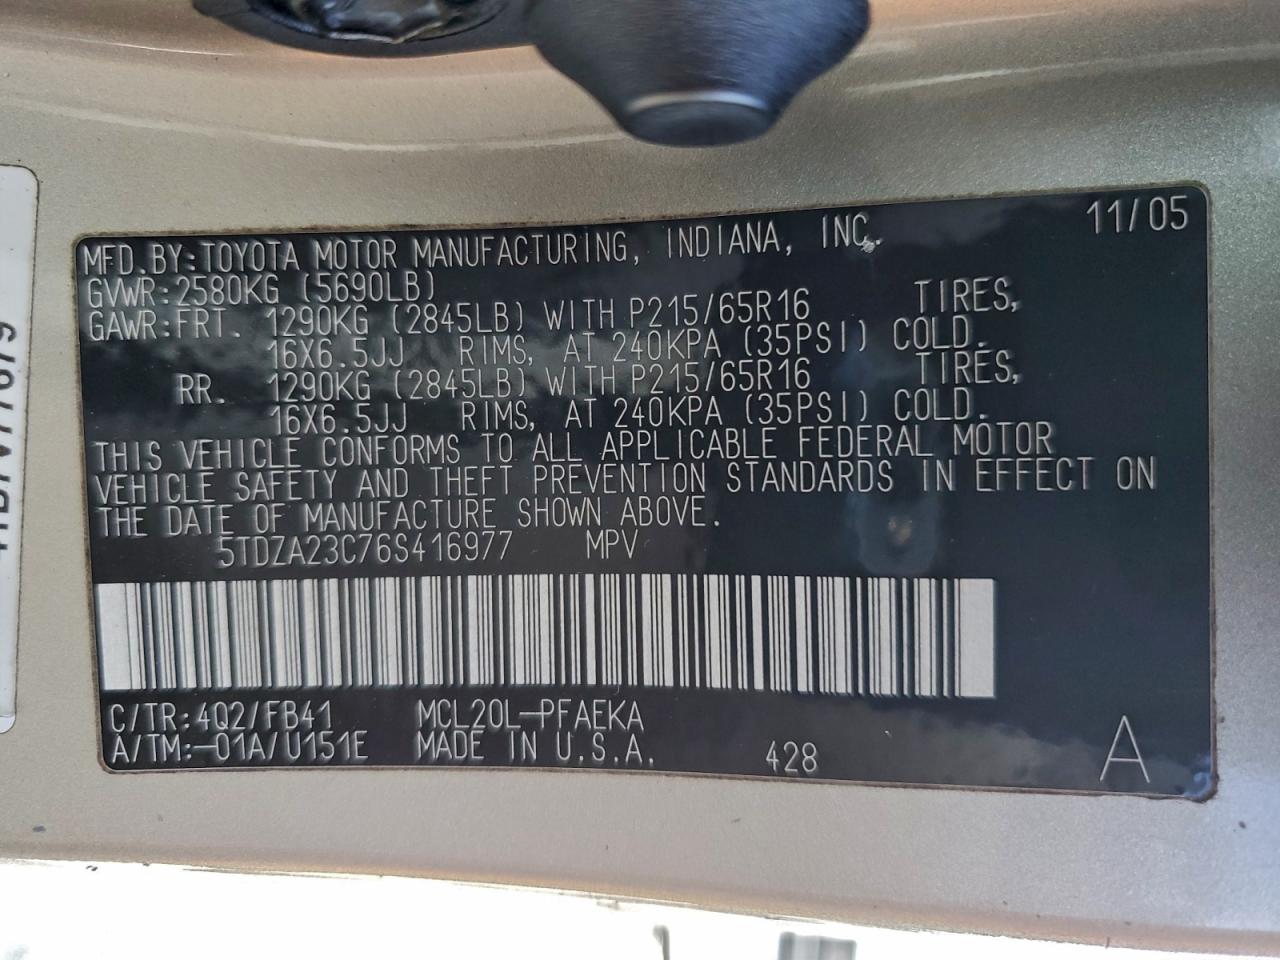 11/05
MFD.BY:TOYOTA MOTOR MANUFACTURING, INDIANA, INC.
GVWR:2580KG (5690LB)
GAWR:FRT. 1290KG (2845LB) WITH P215/65R16 TIRES,
16X6.5JJ RIMS, AT 240KPA (35PSI) COLD.
RR. 1290KG (2845LB) WITH P215/65R16 TIRES,
16X6.5JJ RIMS, AT 240KPA (35PSI) COLD.
THIS VEHICLE CONFORMS TO ALL APPLICABLE FEDERAL MOTOR
VEHICLE SAFETY AND THEFT PREVENTION STANDARDS IN EFFECT ON
THE DATE OF MANUFACTURE SHOWN ABOVE.
5TDZA23C76S416977 MPV
C/TR:4Q2/FB41 MCL20L-PFAEKA
A/TM:-01A/U151E MADE IN U.S.A. 428 A